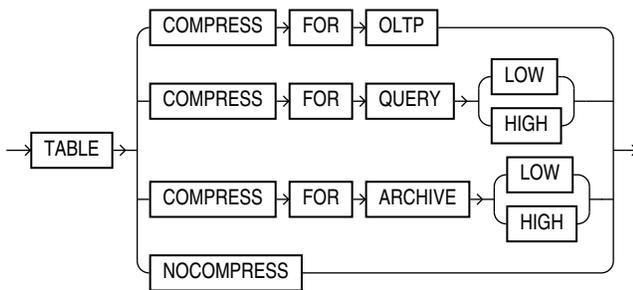 COMPRESS FOR OLTP
LOW
COMPRESS FOR QUERY
HIGH
TABLE
LOW
COMPRESS FOR ARCHIVE
HIGH
NOCOMPRESS